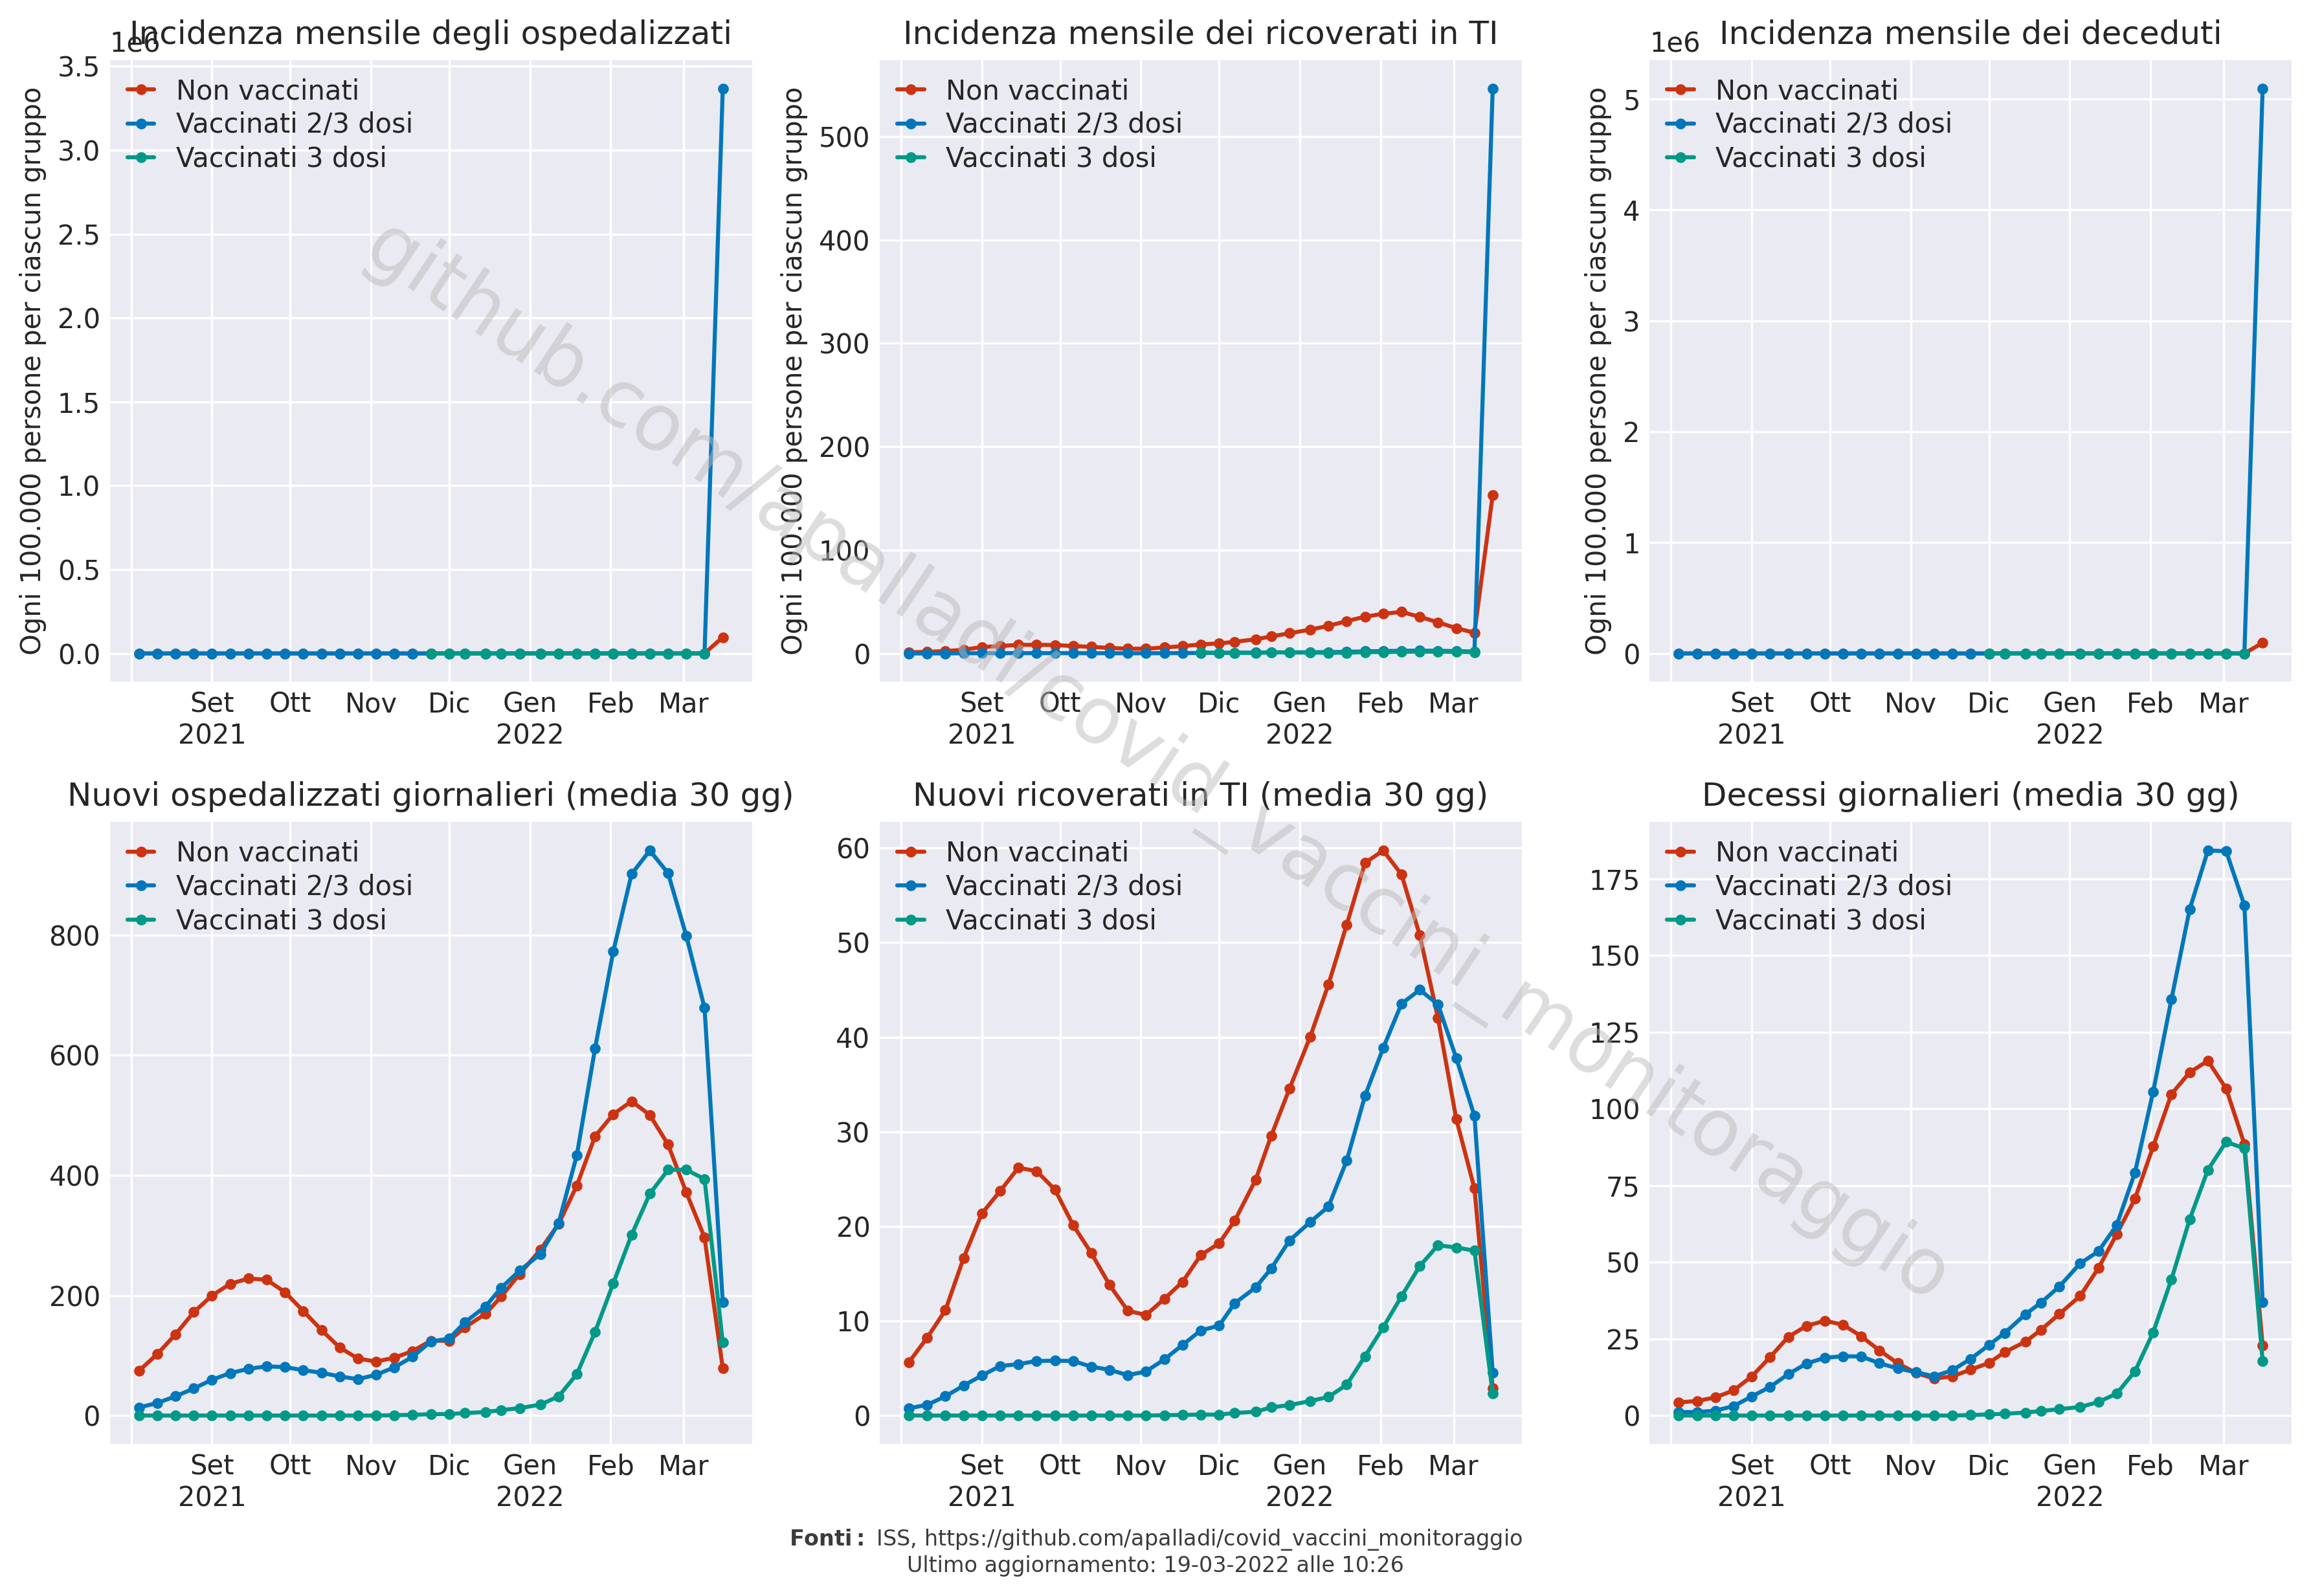 Incidenza mensile degli ospedalizzati
1e6
Ogni 100.000 persone per ciascun gruppo
3.5
3.0
2.5
2.0
1.5
1.0
0.5
0.0
Non vaccinati
Vaccinati 2/3 dosi
Vaccinati 3 dosi
Set Ott Nov Dic Gen Feb Mar
2021 2022
Incidenza mensile dei ricoverati in TI
Ogni 100.000 persone per ciascun gruppo
500
400
300
200
100
0
Non vaccinati
Vaccinati 2/3 dosi
Vaccinati 3 dosi
Set Ott Nov Dic Gen Feb Mar
2021 2022
Incidenza mensile dei deceduti
1e6
Ogni 100.000 persone per ciascun gruppo
5
4
3
2
1
0
Non vaccinati
Vaccinati 2/3 dosi
Vaccinati 3 dosi
Set Ott Nov Dic Gen Feb Mar
2021 2022
github.com/apalladi/covid_vaccini_monitoraggio
Nuovi ospedalizzati giornalieri (media 30 gg)
800
600
400
200
0
Non vaccinati
Vaccinati 2/3 dosi
Vaccinati 3 dosi
Set Ott Nov Dic Gen Feb Mar
2021 2022
Nuovi ricoverati in TI (media 30 gg)
60
50
40
30
20
10
0
Non vaccinati
Vaccinati 2/3 dosi
Vaccinati 3 dosi
Set Ott Nov Dic Gen Feb Mar
2021 2022
Decessi giornalieri (media 30 gg)
175
150
125
100
75
50
25
0
Non vaccinati
Vaccinati 2/3 dosi
Vaccinati 3 dosi
Set Ott Nov Dic Gen Feb Mar
2021 2022
Fonti: ISS, https://github.com/apalladi/covid_vaccini_monitoraggio
Ultimo aggiornamento: 19-03-2022 alle 10:26